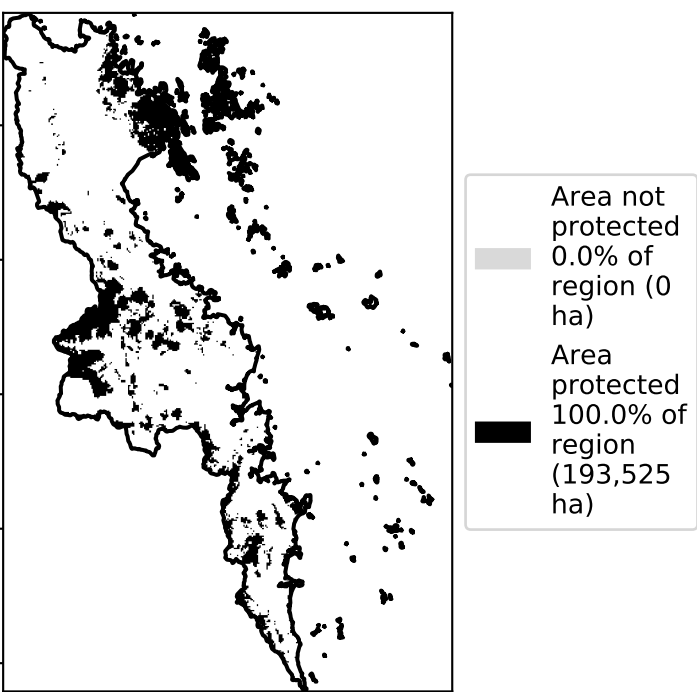 Area not
protected
0.0% of
region (0
ha)
Area
protected
100.0% of
region
(193,525
ha)